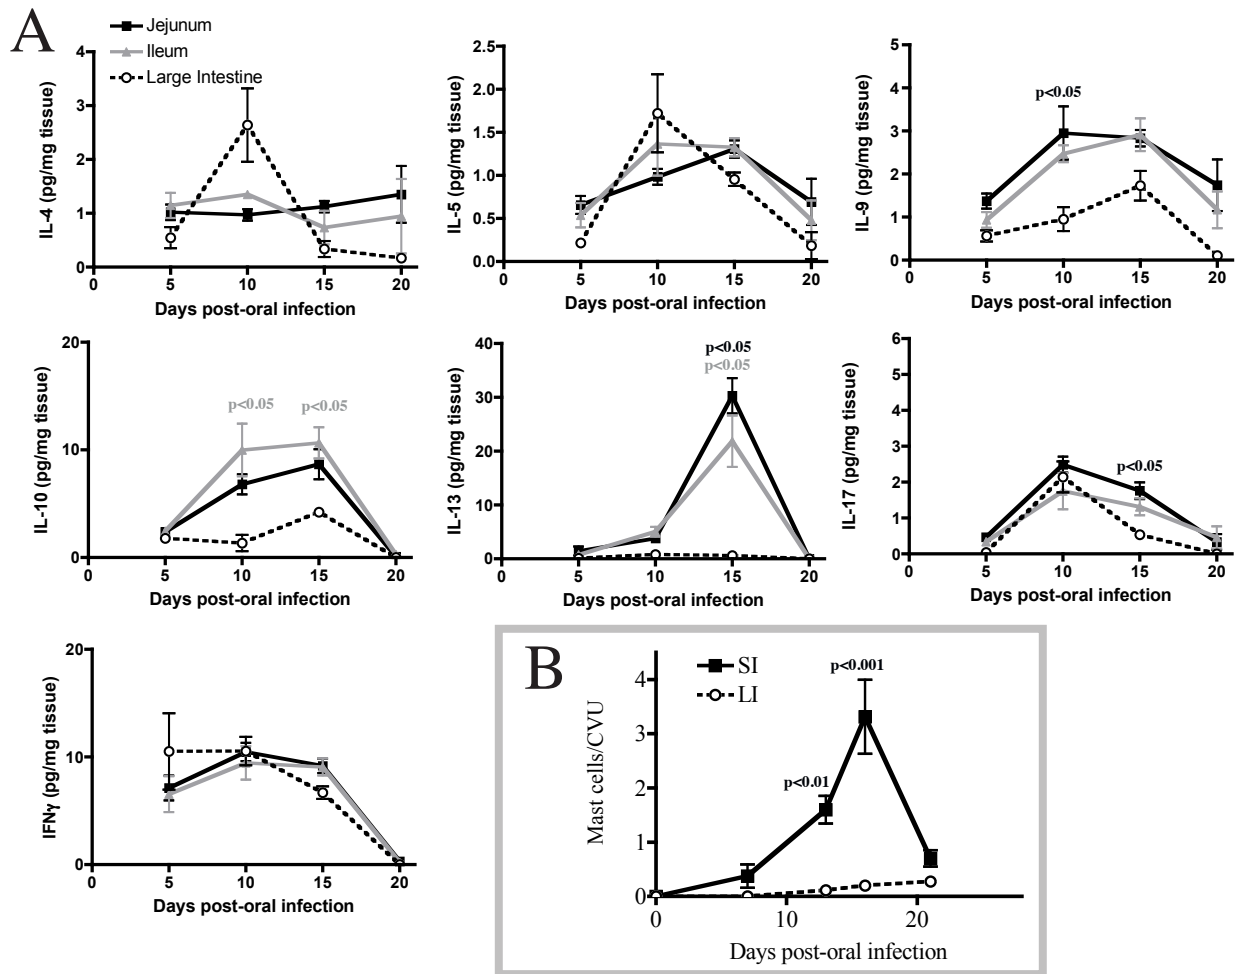 A
Jejunum
Ileum
Large Intestine
IL-4 (pg/mg tissue)
4
3
2
1
0
0 5 10 15 20
Days post-oral infection
IL-5 (pg/mg tissue)
2.5
2.0
1.5
1.0
0.5
0.0
0 5 10 15 20
Days post-oral infection
IL-9 (pg/mg tissue)
5
4
3
2
1
0
p<0.05
0 5 10 15 20
Days post-oral infection
IL-10 (pg/mg tissue)
20
10
0
p<0.05 p<0.05
0 5 10 15 20
Days post-oral infection
IL-13 (pg/mg tissue)
40
30
20
10
0
p<0.05
p<0.05
0 5 10 15 20
Days post-oral infection
IL-17 (pg/mg tissue)
6
5
4
3
2
1
0
p<0.05
0 5 10 15 20
Days post-oral infection
IFNγ (pg/mg tissue)
20
10
0
0 5 10 15 20
Days post-oral infection
B
SI
LI
Mast cells/CVU
4
3
2
1
0
p<0.001
p<0.01
0 10 20
Days post-oral infection